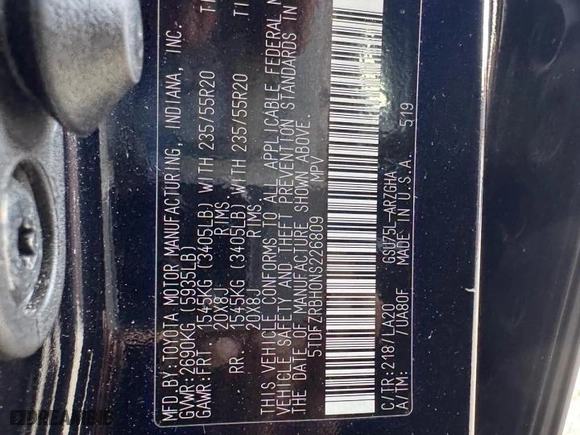 MFD.BY:TOYOTA MOTOR MANUFACTURING, INDIANA, INC.
GVWR:2690KG (5935LB)
GAWR:FRT 1545KG (3405LB) WITH 235/55R20 TI
20X8J RIMS,
RR. 1545KG (3405LB) WITH 235/55R20 TI
20X8J RIMS,
THIS VEHICLE CONFORMS TO ALL APPLICABLE FEDERAL
VEHICLE SAFETY AND THEFT PREVENTION STANDARDS
THE DATE OF MANUFACTURE SHOWN ABOVE.
5TDFZRBH0NS226809 MPV
C/TR:218/LA20 GSU75L-ARZGHA
A/TM: /UA80F MADE IN U.S.A. 519
© DREAMBID